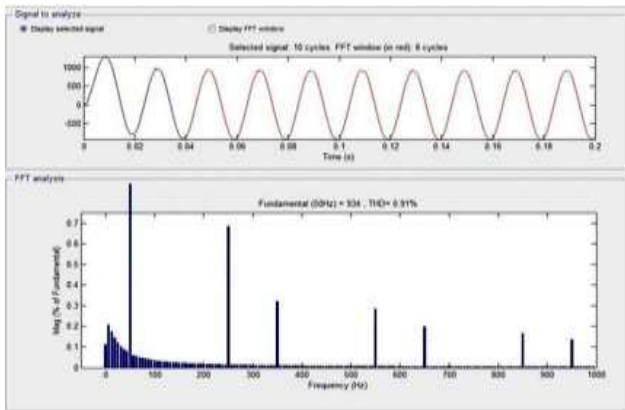 Signal to analyze
Display selected signal Display FFT window
Selected signal: 10 cycles. FFT window (in red): 8 cycles
1000
500
0
-500
0 0.02 0.04 0.06 0.08 0.1 0.12 0.14 0.16 0.18 0.2
Time (s)
FFT analysis
Fundamental (50Hz) = 934 , THD= 0.91%
Mag (% of Fundamental)
0.7
0.6
0.5
0.4
0.3
0.2
0.1
0
0 100 200 300 400 500 600 700 800 900 1000
Frequency (Hz)